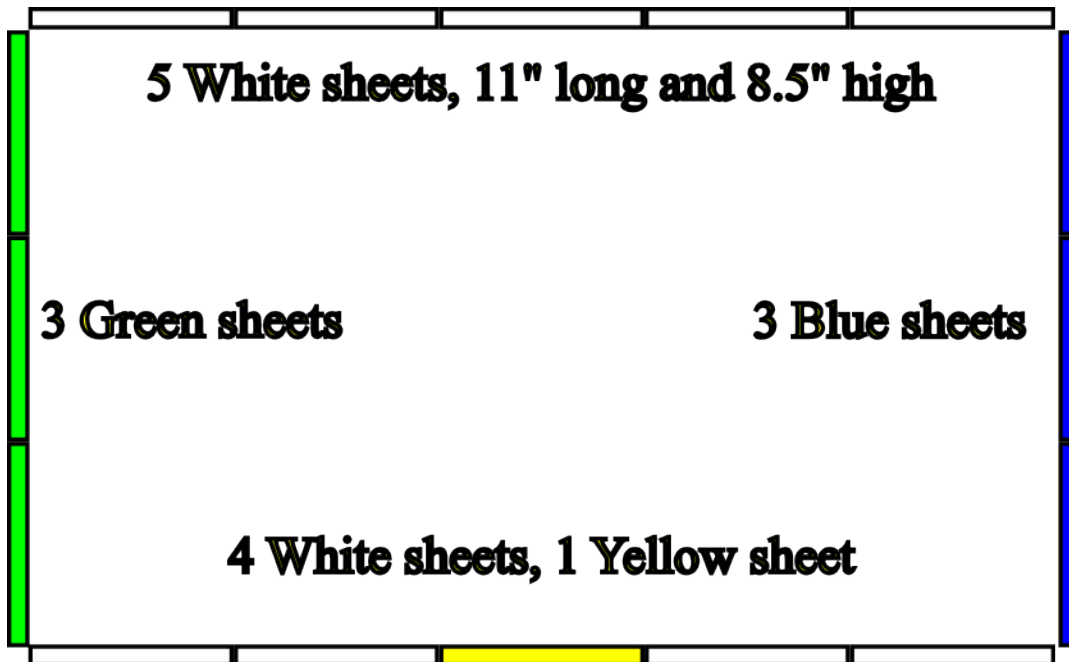 5 White sheets, 11" long and 8.5" high
3 Green sheets
3 Blue sheets
4 White sheets, 1 Yellow sheet